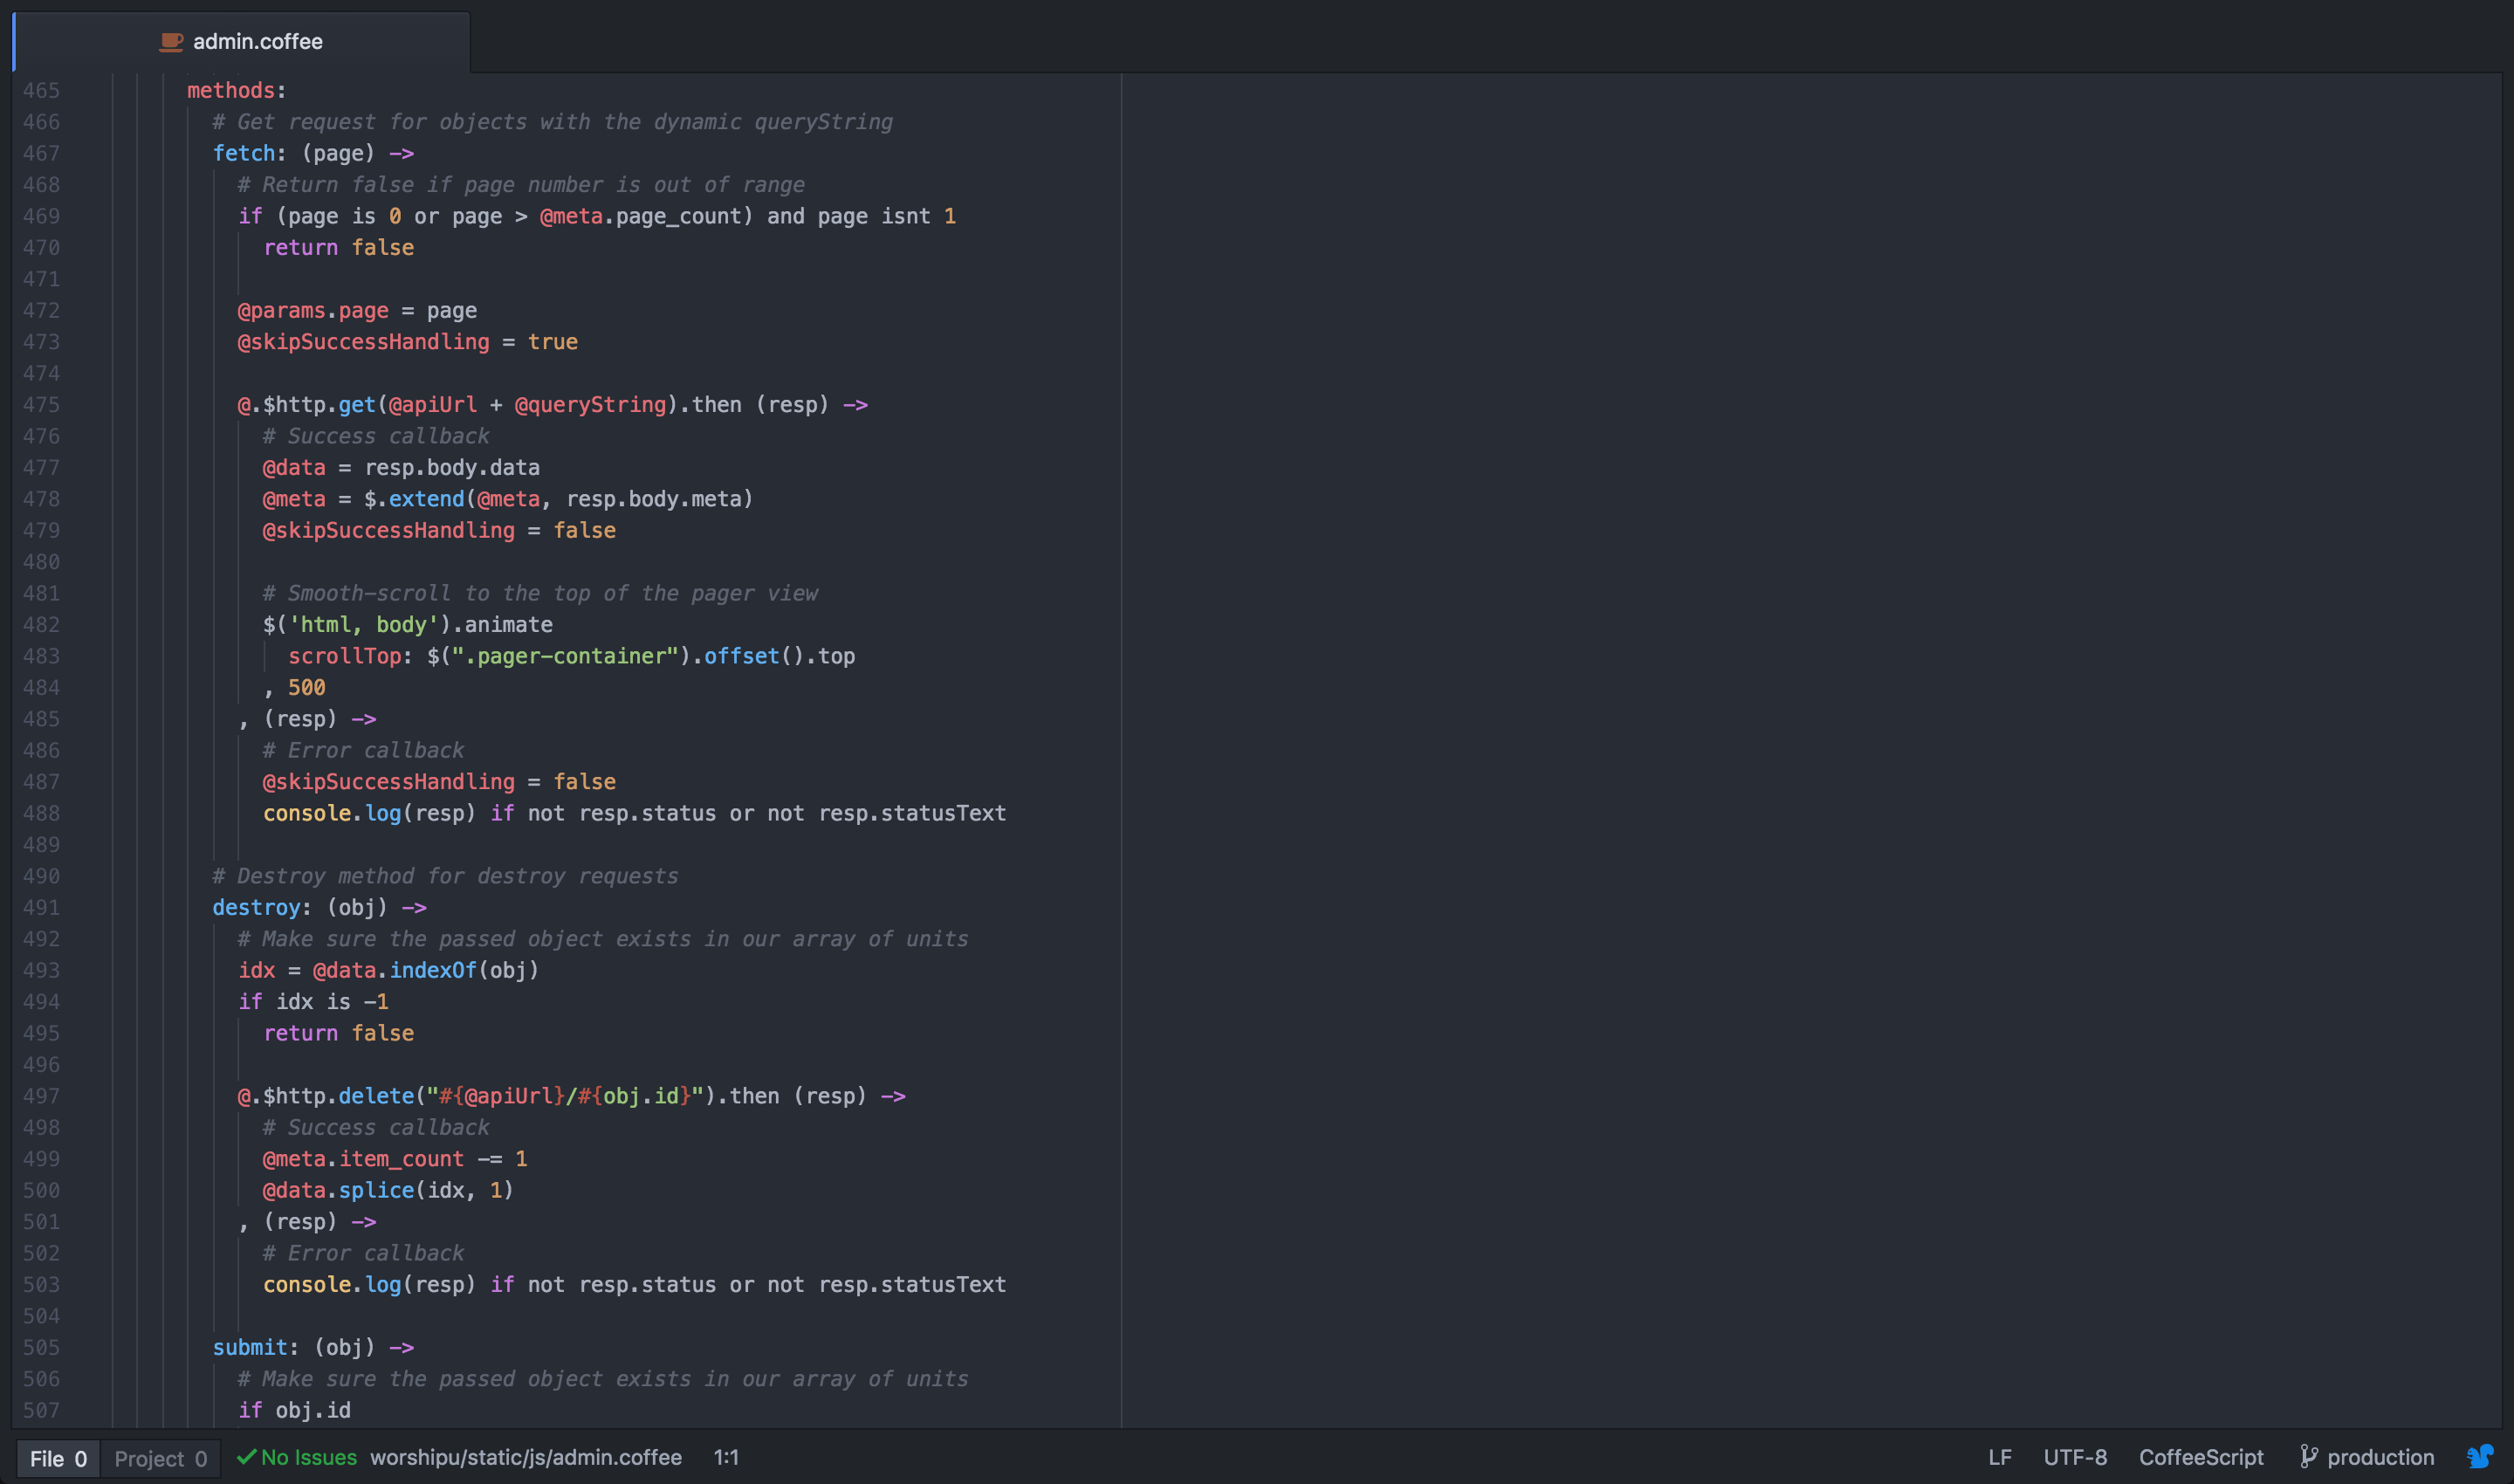 admin.coffee
465 methods:
466 # Get request for objects with the dynamic queryString
467 fetch: (page) ->
468 # Return false if page number is out of range
469 if (page is 0 or page > @meta.page_count) and page isnt 1
470 return false
471
472 @params.page = page
473 @skipSuccessHandling = true
474
475 @.$http.get(@apiUrl + @queryString).then (resp) ->
476 # Success callback
477 @data = resp.body.data
478 @meta = $.extend(@meta, resp.body.meta)
479 @skipSuccessHandling = false
480
481 # Smooth-scroll to the top of the pager view
482 $('html, body').animate
483 scrollTop: $(".pager-container").offset().top
484 , 500
485 , (resp) ->
486 # Error callback
487 @skipSuccessHandling = false
488 console.log(resp) if not resp.status or not resp.statusText
489
490 # Destroy method for destroy requests
491 destroy: (obj) ->
492 # Make sure the passed object exists in our array of units
493 idx = @data.indexOf(obj)
494 if idx is -1
495 return false
496
497 @.$http.delete("#{@apiUrl}/#{obj.id}").then (resp) ->
498 # Success callback
499 @meta.item_count -= 1
500 @data.splice(idx, 1)
501 , (resp) ->
502 # Error callback
503 console.log(resp) if not resp.status or not resp.statusText
504
505 submit: (obj) ->
506 # Make sure the passed object exists in our array of units
507 if obj.id
File 0 Project 0 No Issues worshipu/static/js/admin.coffee 1:1 LF UTF-8 CoffeeScript production